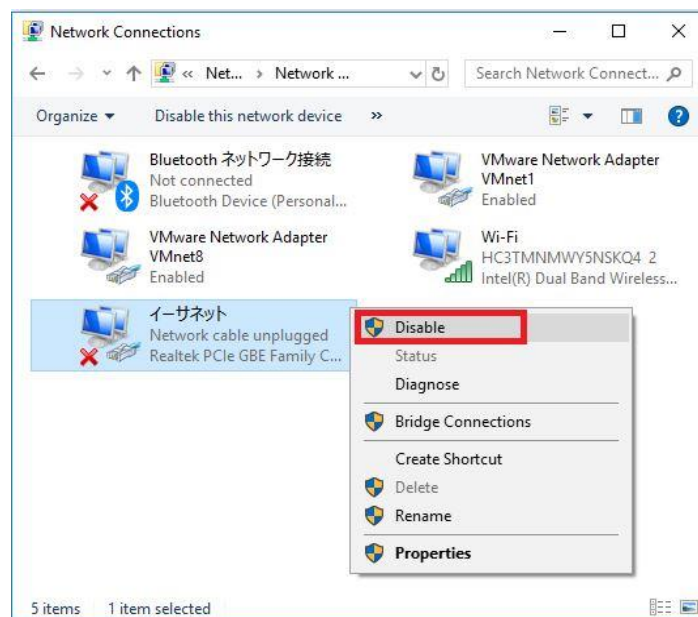 Network Connections
« Net... › Network ...
Search Network Connect...
Organize
Disable this network device
»
Bluetooth ネットワーク接続
Not connected
Bluetooth Device (Personal...
VMware Network Adapter
VMnet1
Enabled
VMware Network Adapter
VMnet8
Enabled
Wi-Fi
HC3TMNMWY5NSKQ4 2
Intel(R) Dual Band Wireless...
イーサネット
Network cable unplugged
Realtek PCIe GBE Family C...
Disable
Status
Diagnose
Bridge Connections
Create Shortcut
Delete
Rename
Properties
5 items
1 item selected